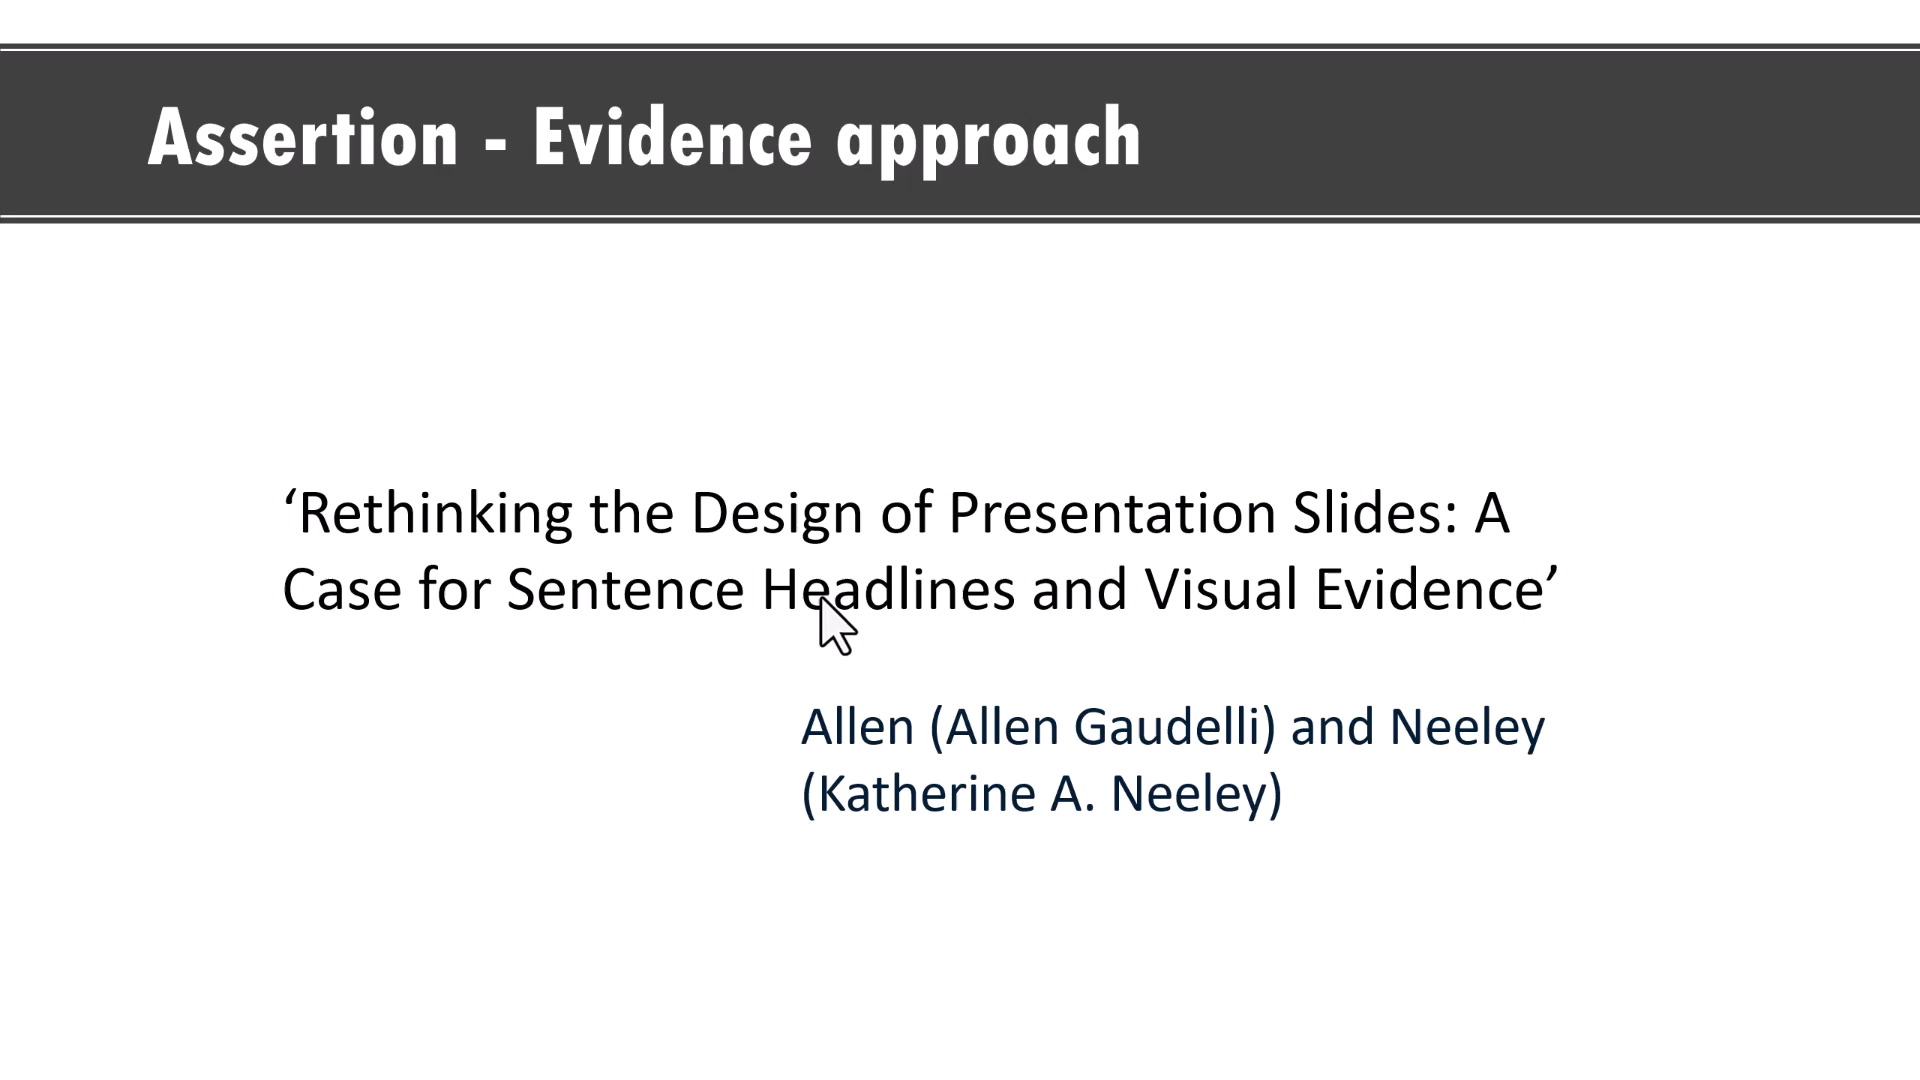 Assertion - Evidence approach
‘Rethinking the Design of Presentation Slides: A
Case for Sentence Headlines and Visual Evidence’
Allen (Allen Gaudelli) and Neeley
(Katherine A. Neeley)